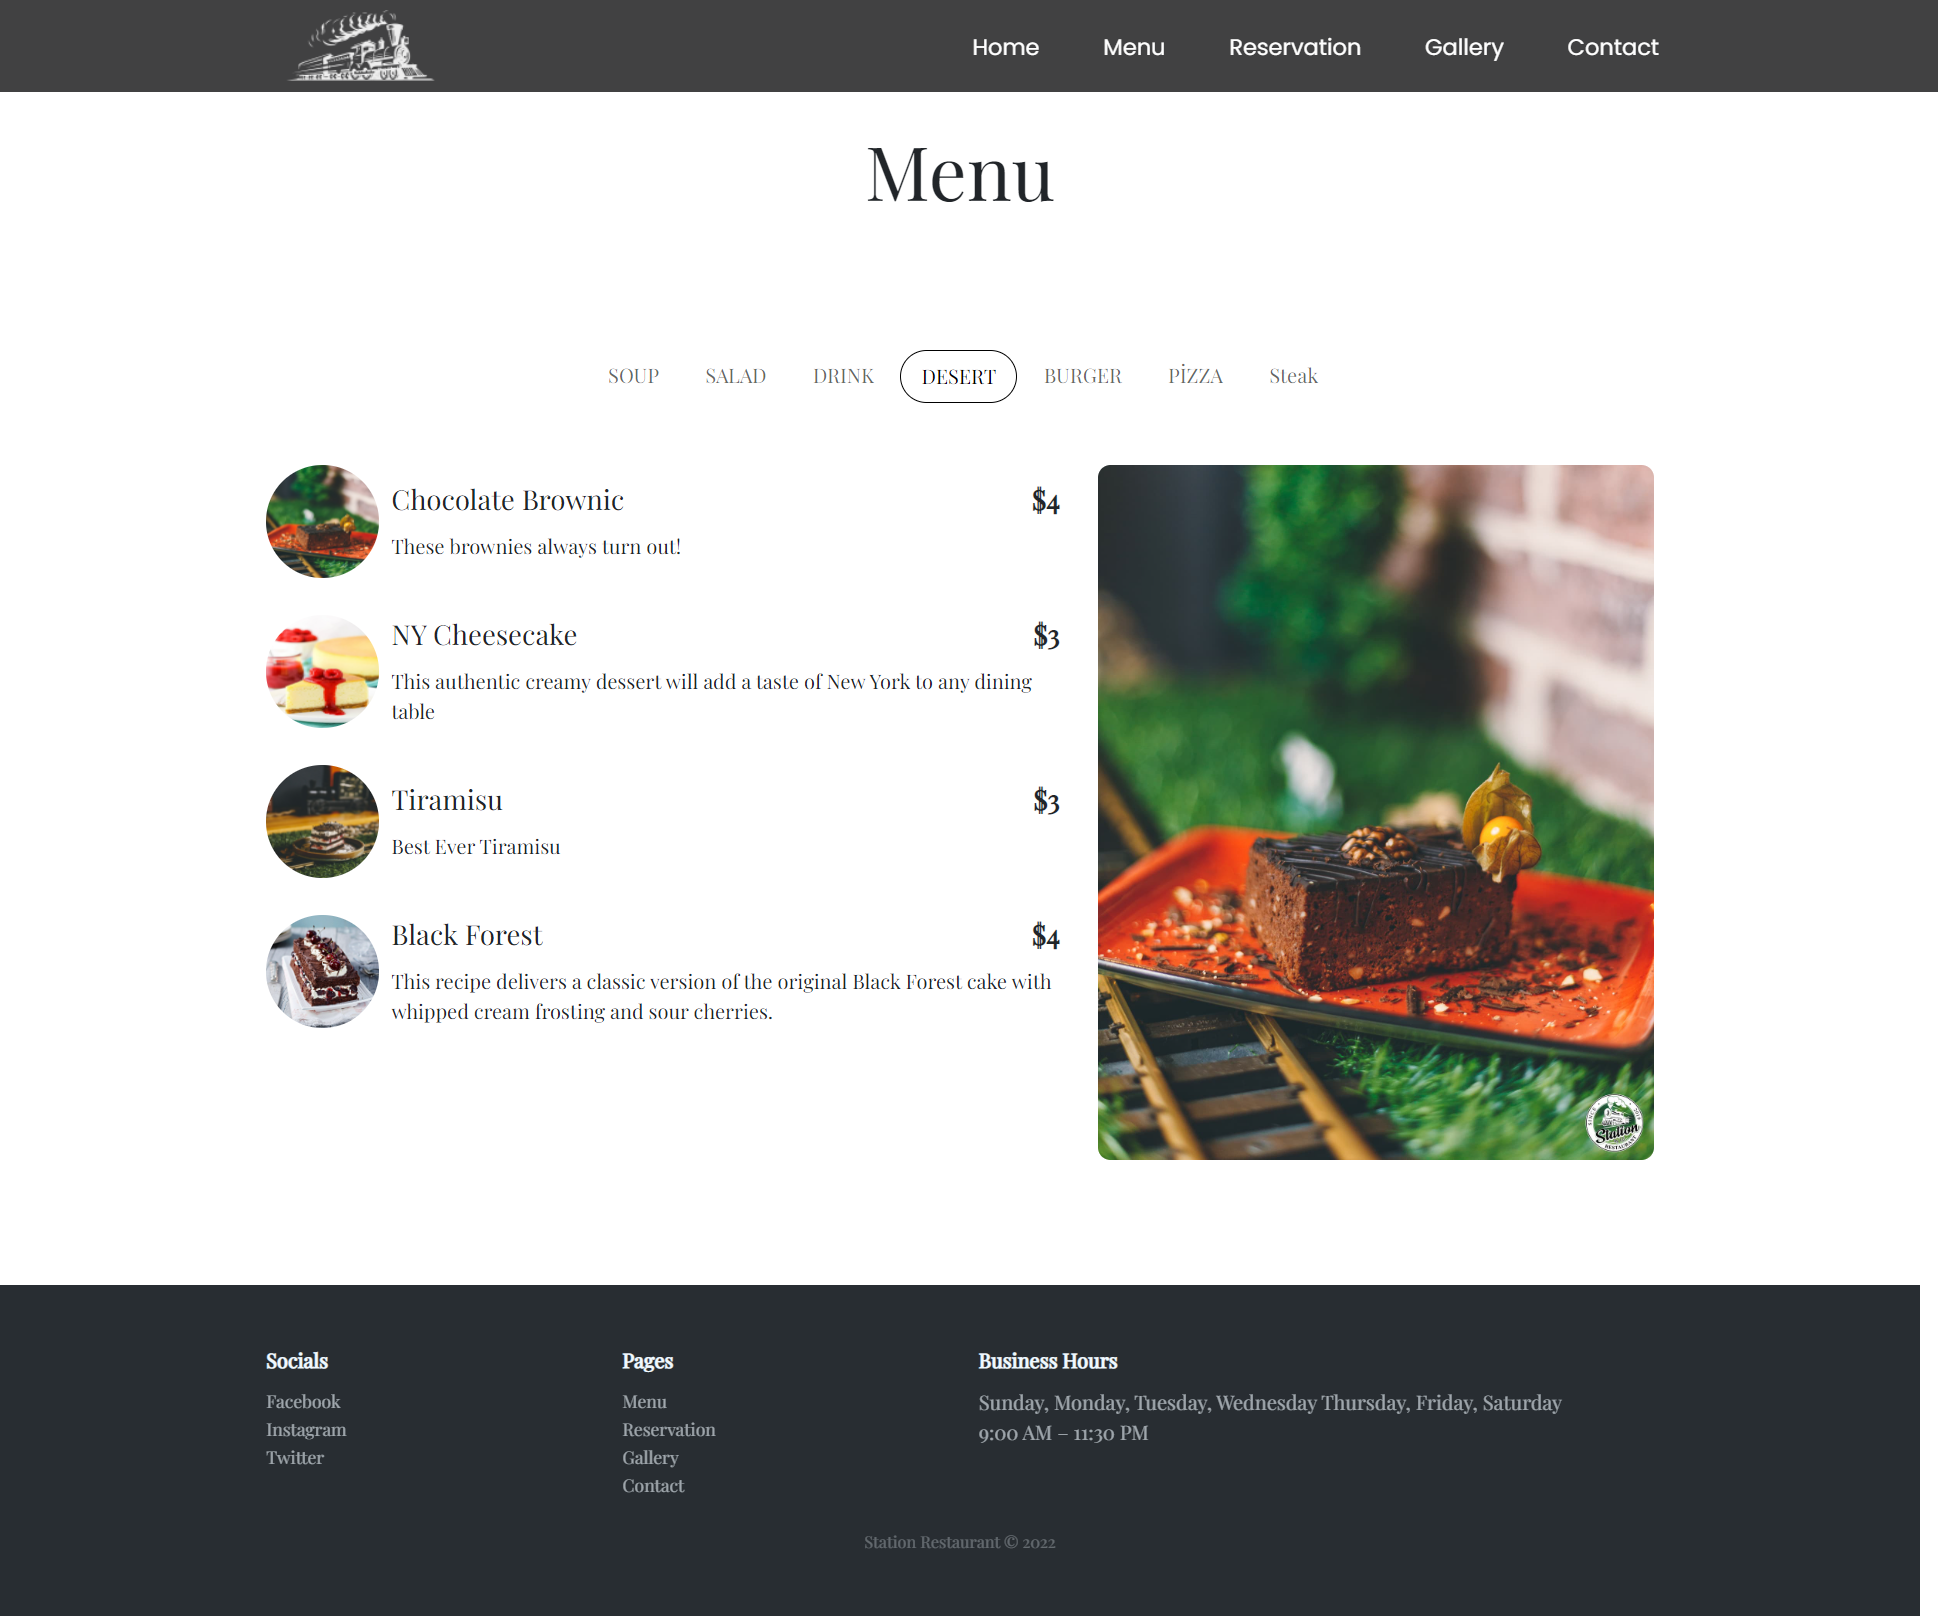 Home Menu Reservation Gallery Contact
Menu
SOUP SALAD DRINK DESERT BURGER PİZZA Steak
Chocolate Brownic $4
These brownies always turn out!
NY Cheesecake $3
This authentic creamy dessert will add a taste of New York to any dining
table
Tiramisu $3
Best Ever Tiramisu
Black Forest $4
This recipe delivers a classic version of the original Black Forest cake with
whipped cream frosting and sour cherries.
Station
RESTAURANT
Socials
Facebook
Instagram
Twitter
Pages
Menu
Reservation
Gallery
Contact
Business Hours
Sunday, Monday, Tuesday, Wednesday Thursday, Friday, Saturday
9:00 AM – 11:30 PM
Station Restaurant © 2022